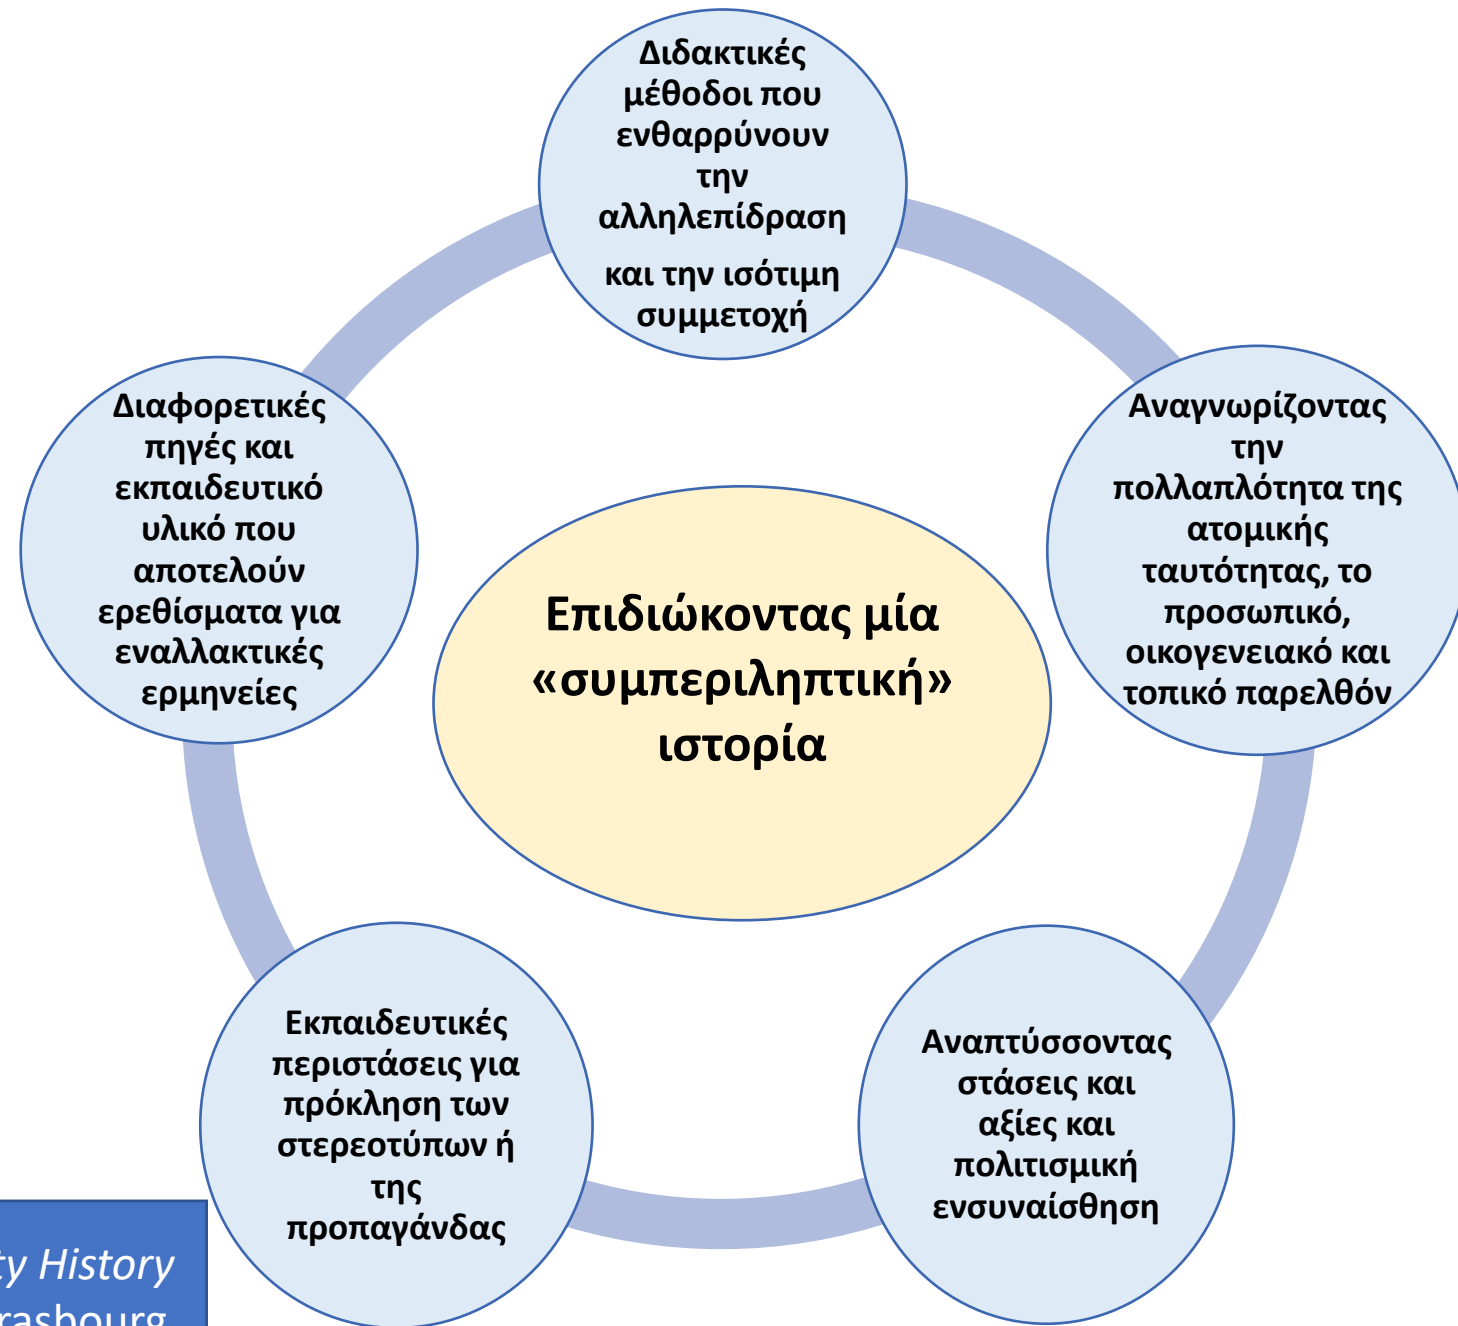 Διδακτικές
μέθοδοι που
ενθαρρύνουν
την
αλληλεπίδραση
και την ισότιμη
συμμετοχή
Αναγνωρίζοντας
την
πολλαπλότητα της
ατομικής
ταυτότητας, το
προσωπικό,
οικογενειακό και
τοπικό παρελθόν
Αναπτύσσοντας
στάσεις και
αξίες και
πολιτισμική
ενσυναίσθηση
Εκπαιδευτικές
περιστάσεις για
πρόκληση των
στερεοτύπων ή
της
προπαγάνδας
Διαφορετικές
πηγές και
εκπαιδευτικό
υλικό που
αποτελούν
ερεθίσματα για
εναλλακτικές
ερμηνείες
Επιδιώκοντας μία
«συμπεριληπτική»
ιστορία
ty History
rasbourg